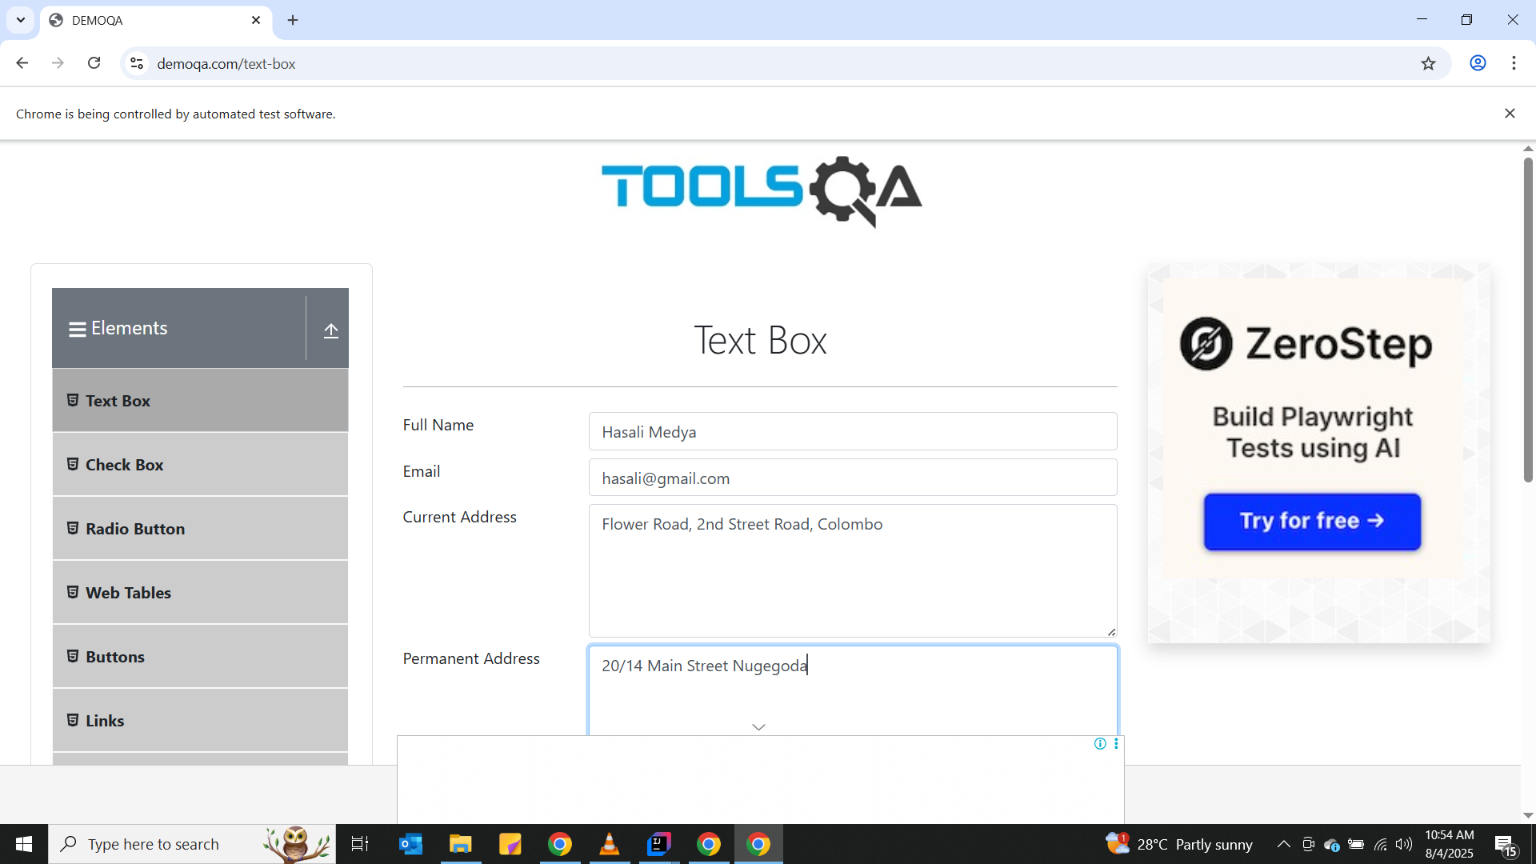 DEMOQA
demoqa.com/text-box
Chrome is being controlled by automated test software.
TOOLSQA
Elements
Text Box
Check Box
Radio Button
Web Tables
Buttons
Links
Text Box
Full Name
Hasali Medya
Email
hasali@gmail.com
Current Address
Flower Road, 2nd Street Road, Colombo
Permanent Address
20/14 Main Street Nugegoda
ZeroStep
Build Playwright
Tests using AI
Try for free →
Type here to search
1
28°C Partly sunny
10:54 AM
8/4/2025
15